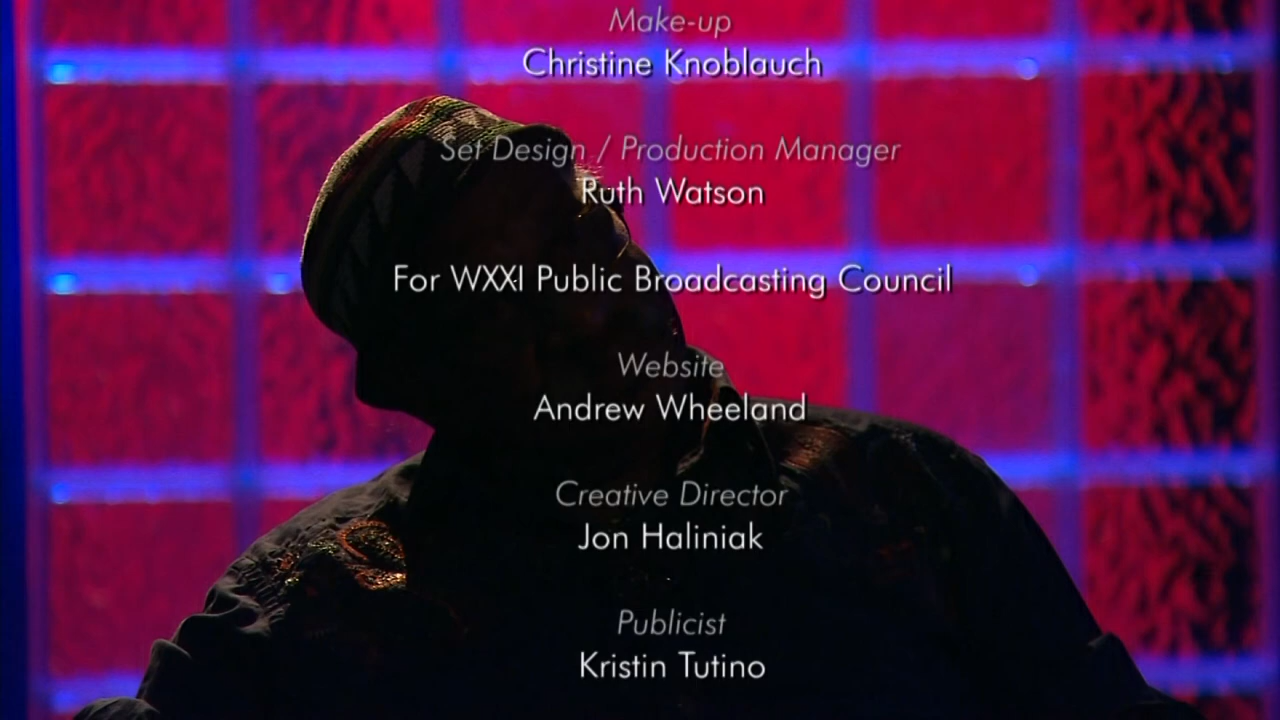 Make-up
Christine Knoblauch
Set Design / Production Manager
Ruth Watson
For WXXI Public Broadcasting Council
Website
Andrew Wheeland
Creative Director
Jon Haliniak
Publicist
Kristin Tutino